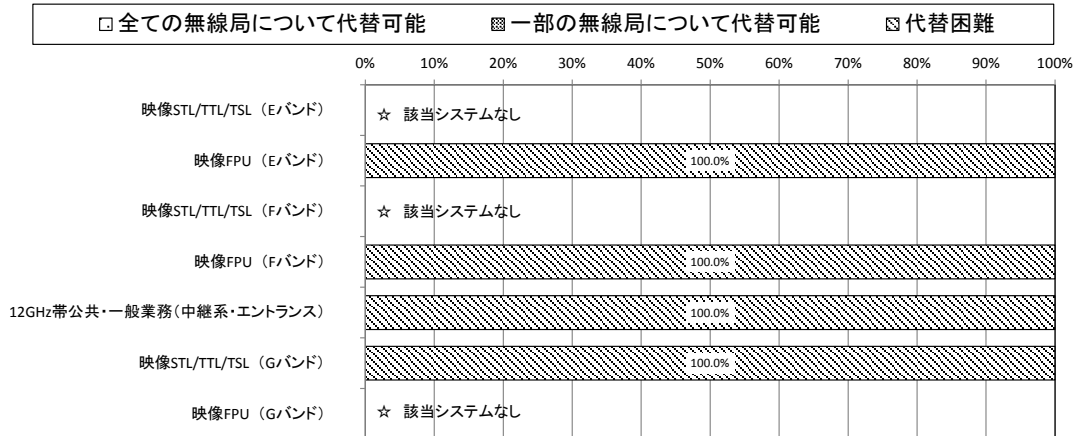 全ての無線局について代替可能 一部の無線局について代替可能 代替困難
0% 10% 20% 30% 40% 50% 60% 70% 80% 90% 100%
映像STL/TTL/TSL（Eバンド） ☆ 該当システムなし
映像FPU（Eバンド） 100.0%
映像STL/TTL/TSL（Fバンド） ☆ 該当システムなし
映像FPU（Fバンド） 100.0%
12GHz帯公共・一般業務（中継系・エントランス） 100.0%
映像STL/TTL/TSL（Gバンド） 100.0%
映像FPU（Gバンド） ☆ 該当システムなし